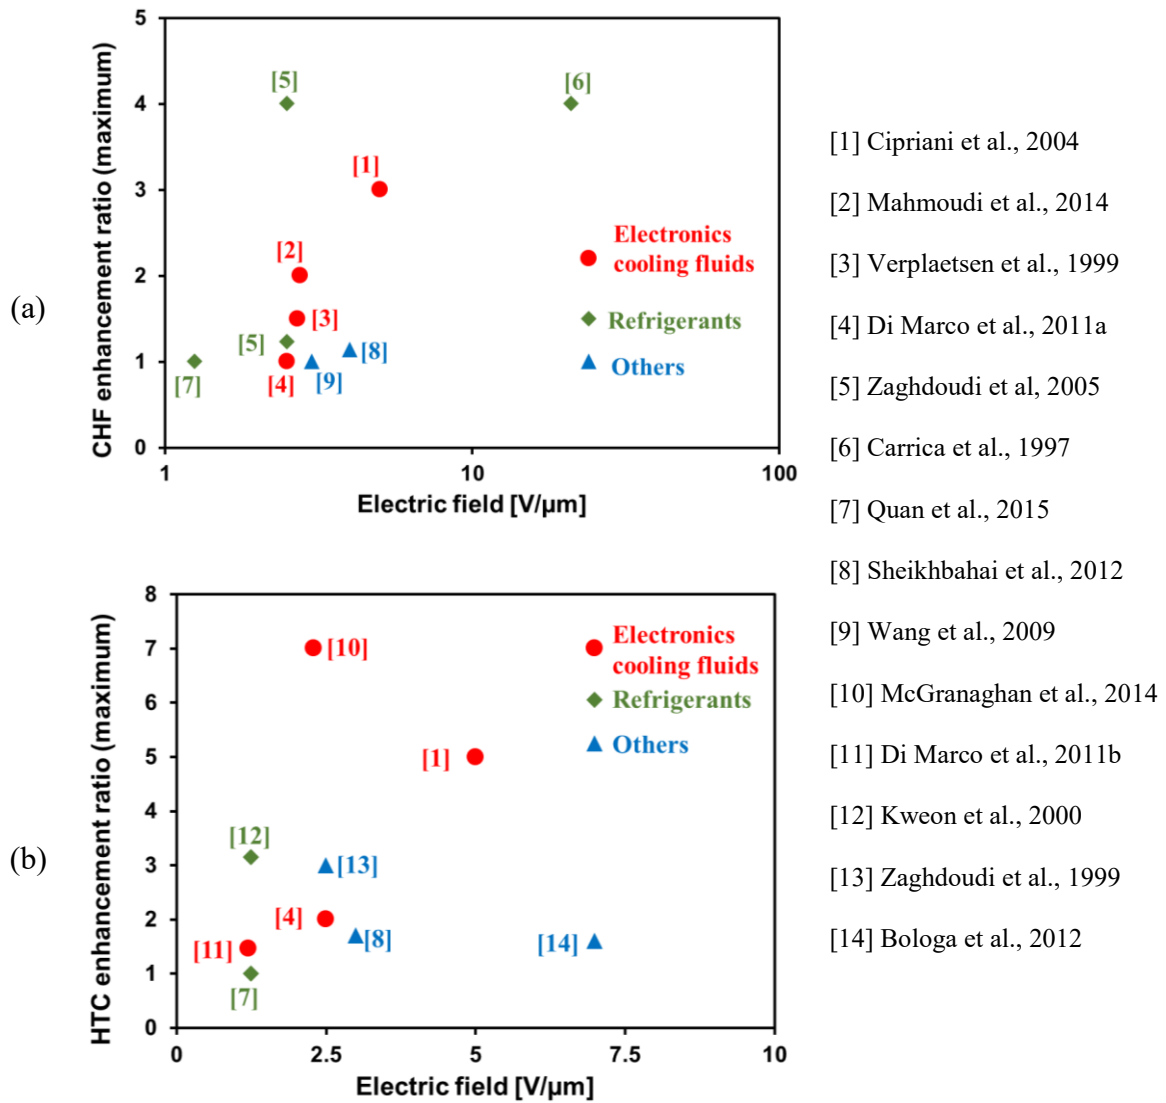 (a)
CHF enhancement ratio (maximum)
5
4
3
2
1
0
[5]
[6]
[1]
[2]
[3]
[5]
[7]
[4]
[8]
[9]
Electronics
cooling fluids
Refrigerants
Others
1
10
100
Electric field [V/µm]
(b)
HTC enhancement ratio (maximum)
8
7
6
5
4
3
2
1
0
[10]
[1]
[12]
[13]
[4]
[11]
[8]
[14]
[7]
Electronics
cooling fluids
Refrigerants
Others
0
2.5
5
7.5
10
Electric field [V/µm]
[1] Cipriani et al., 2004
[2] Mahmoudi et al., 2014
[3] Verplaetsen et al., 1999
[4] Di Marco et al., 2011a
[5] Zaghdoudi et al, 2005
[6] Carrica et al., 1997
[7] Quan et al., 2015
[8] Sheikhbahai et al., 2012
[9] Wang et al., 2009
[10] McGranaghan et al., 2014
[11] Di Marco et al., 2011b
[12] Kweon et al., 2000
[13] Zaghdoudi et al., 1999
[14] Bologa et al., 2012